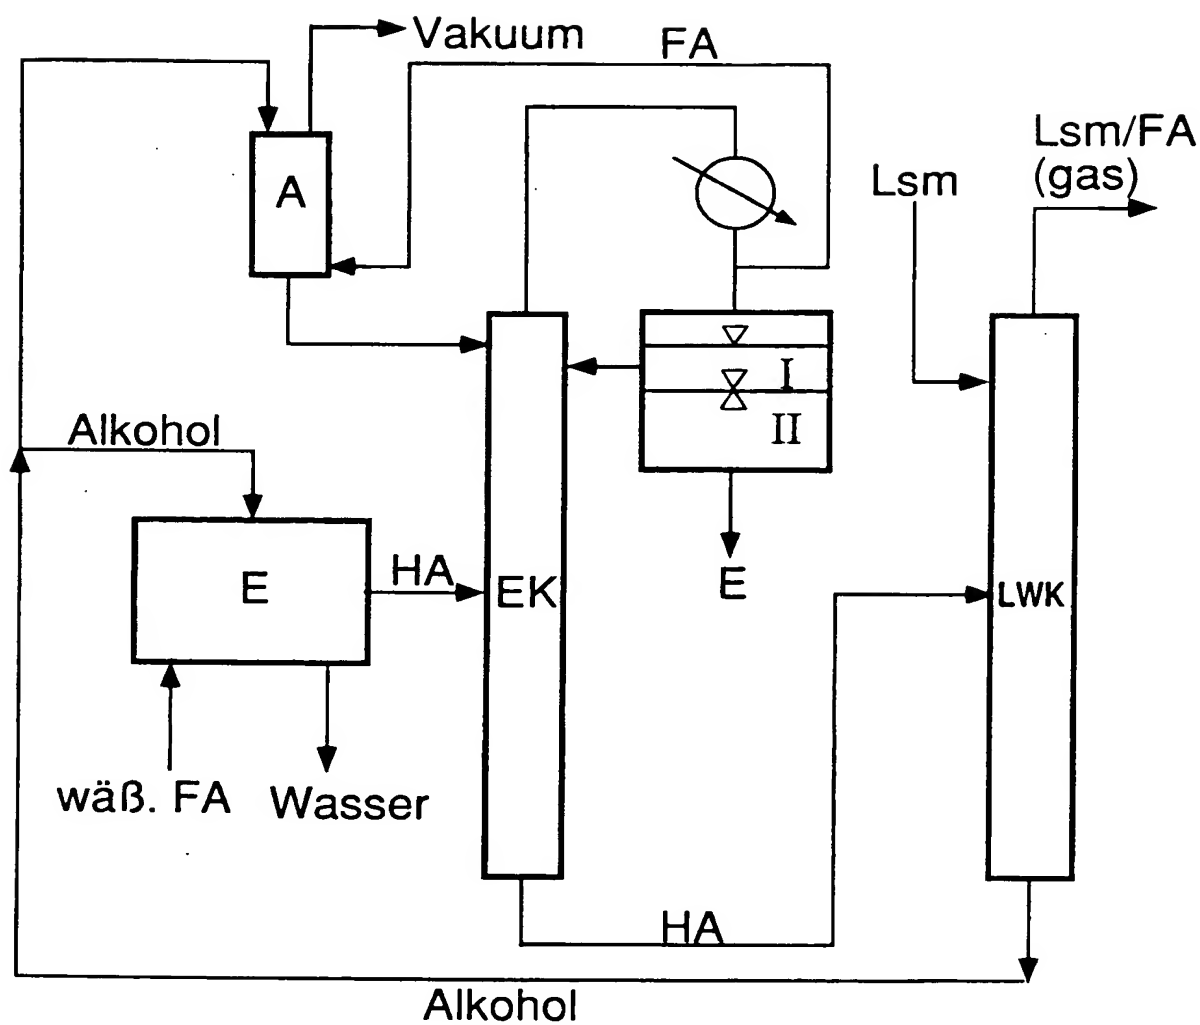 Vakuum
FA
Lsm/FA
(gas)
Lsm
A
I
II
Alkohol
E
HA
EK
E
LWK
wäß. FA
Wasser
HA
Alkohol